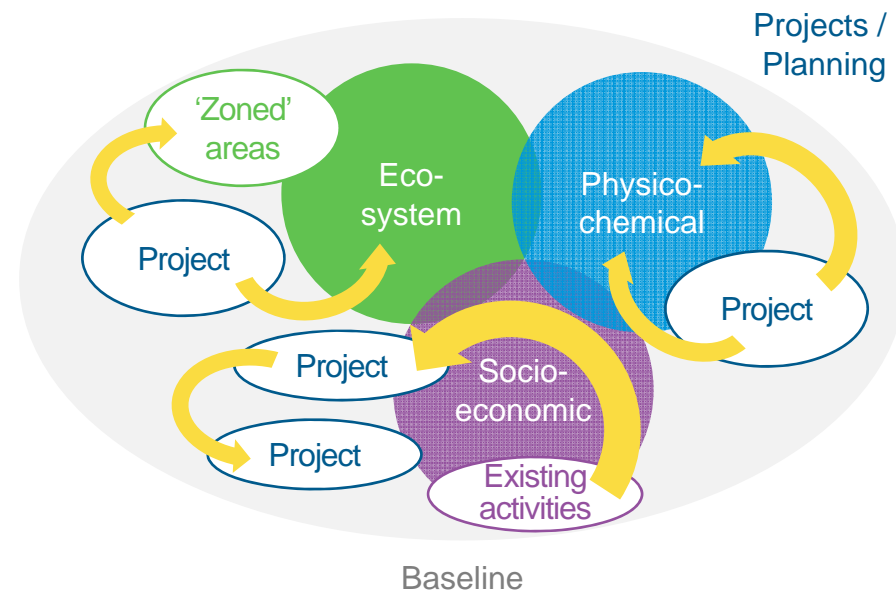 Projects /
Planning
‘Zoned’
areas
Eco-
system
Physico-
chemical
Project
Project
Project
Socio-
economic
Project
Existing
activities
Baseline